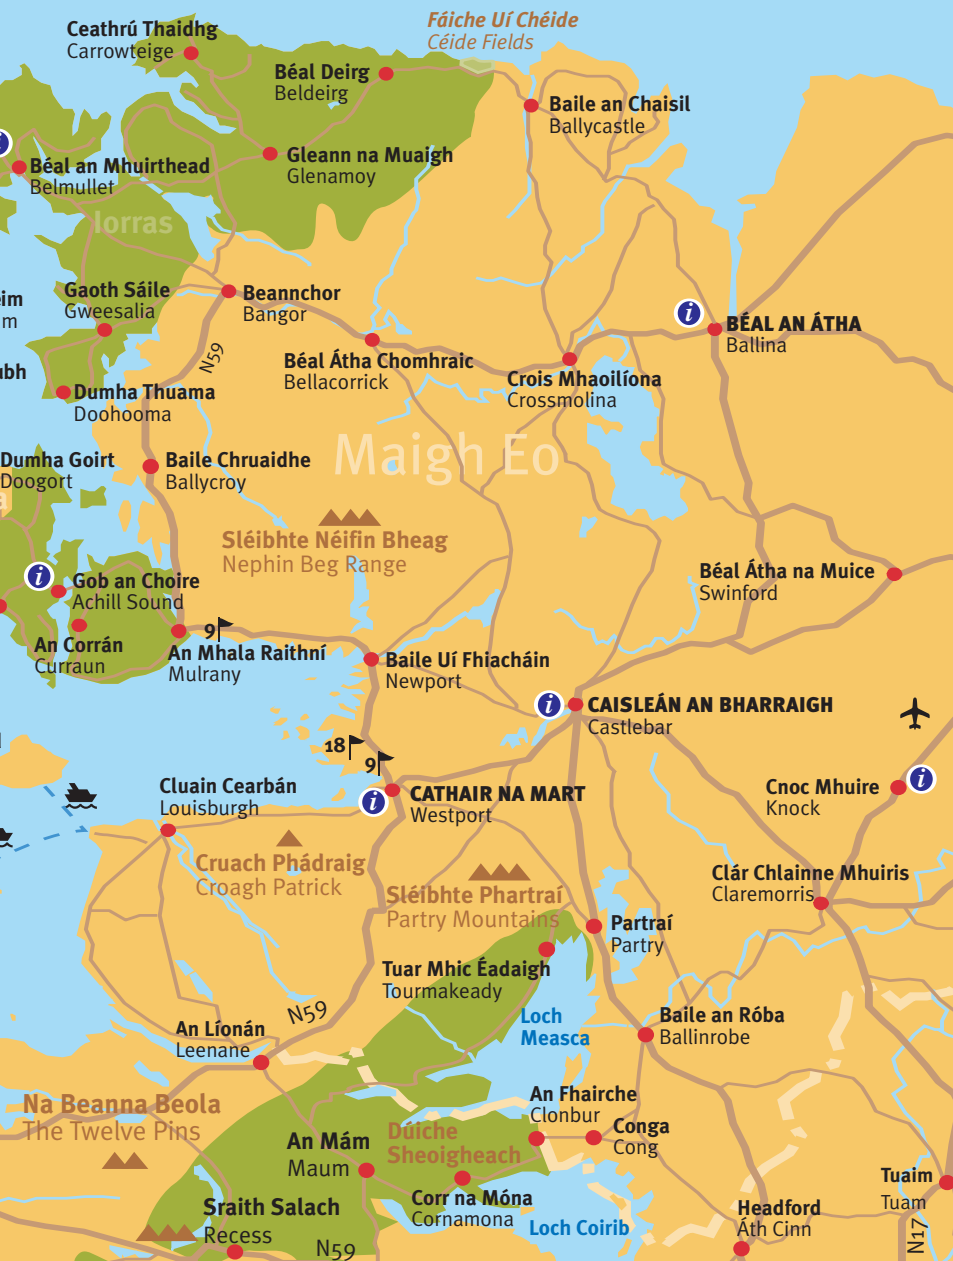 Fáiche Uí Chéide
Céide Fields
Ceathrú Thaidhg
Carrowteige
Béal Deirg
Beldeirg
Baile an Chaisil
Ballycastle
Gleann na Muaigh
Glenamoy
i
Béal an Mhuirthead
Belmullet
Iorras
Gaoth Sáile
Gweesalia
Beannchor
Bangor
eim
m
i
BÉAL AN ÁTHA
Ballina
N59
Béal Átha Chomhraic
Bellacorrick
Crois Mhaoilíona
Crossmolina
ubh
Dumha Thuama
Doohooma
Maigh Eo
Dumha Goirt
Doogort
a
Baile Chruaidhe
Ballycroy
Sléibhte Néifin Bheag
Nephin Beg Range
i
Gob an Choire
Achill Sound
Béal Átha na Muice
Swinford
An Corrán
Curraun
9
An Mhala Raithní
Mulrany
Baile Uí Fhiacháin
Newport
i
CAISLEÁN AN BHARRAIGH
Castlebar
18
9
Cluain Cearbán
Louisburgh
i
CATHAIR NA MART
Westport
Cnoc Mhuire
Knock
i
Cruach Phádraig
Croagh Patrick
Sléibhte Phartraí
Partry Mountains
Clár Chlainne Mhuiris
Claremorris
Partraí
Partry
Tuar Mhic Éadaigh
Tourmakeady
Loch
Measca
N59
An Líonán
Leenane
Baile an Róba
Ballinrobe
Na Beanna Beola
The Twelve Pins
An Fhairche
Clonbur
Conga
Cong
An Mám
Maum
Dúiche
Sheoigheach
Corr na Móna
Cornamona
Tuaim
Tuam
Sraith Salach
Recess
Loch Coirib
Headford
Áth Cinn
N59
N17